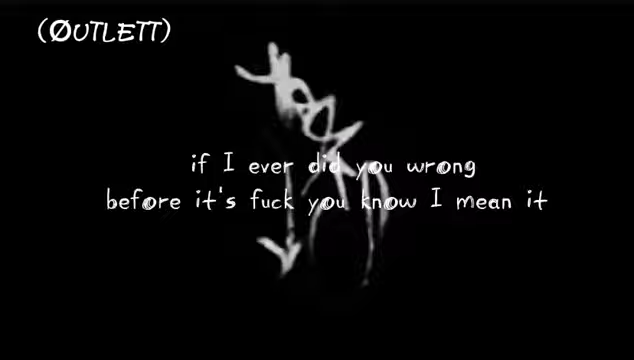 (ØUTLETT)
if I ever did you wrong
before it's fuck you know I mean it